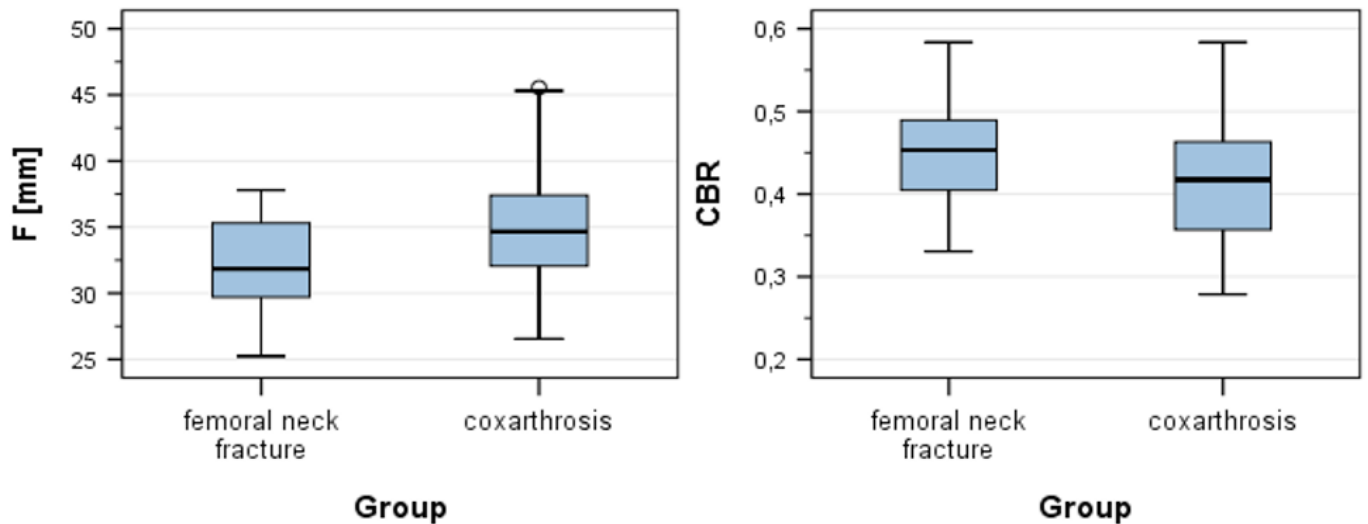 F [mm]
50
45
40
35
30
25
femoral neck
fracture
coxarthrosis
Group
CBR
0,6
0,5
0,4
0,3
0,2
femoral neck
fracture
coxarthrosis
Group